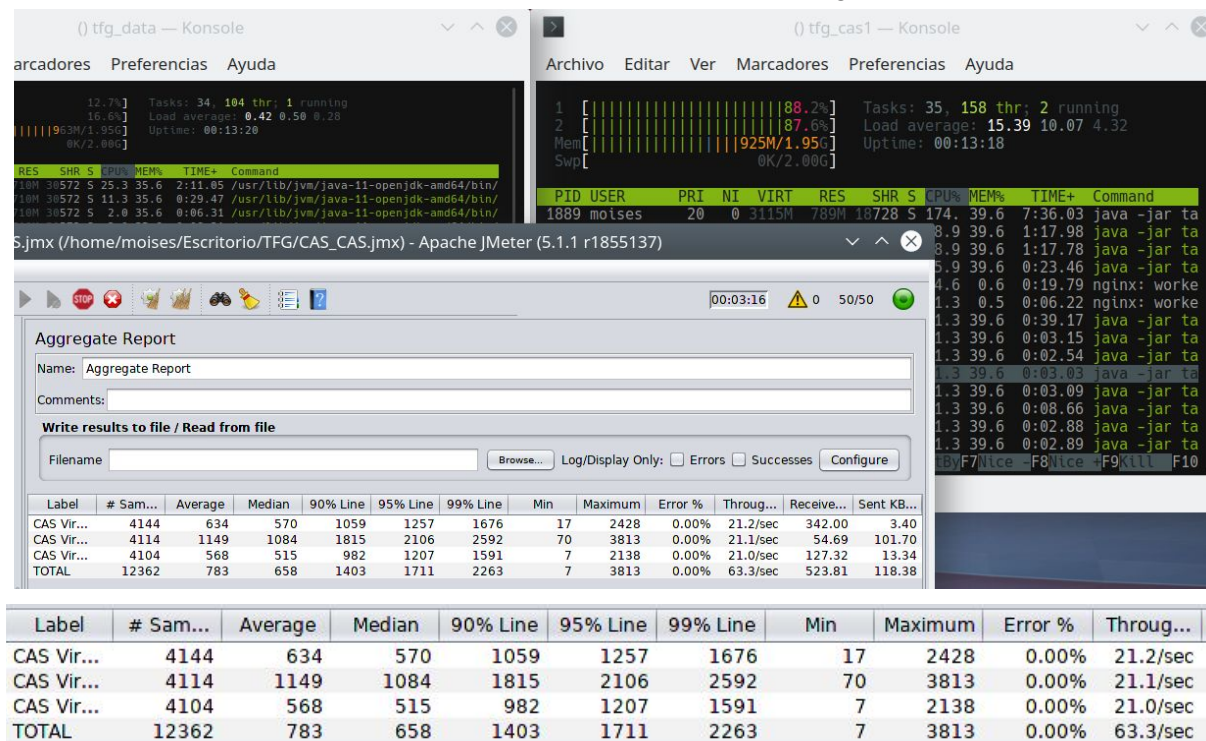 () tfg_data — Konsole
arcadores Preferencias Ayuda
12.7%] Tasks: 34, 104 thr; 1 running
16.6%] Load average: 0.42 0.50 0.28
||||||963M/1.95G] Uptime: 00:13:20
0K/2.00G]
RES SHR S CPU% MEM% TIME+ Command
710M 30572 S 25.3 35.6 2:11.05 /usr/lib/jvm/java-11-openjdk-amd64/bin/
710M 30572 S 11.3 35.6 0:29.47 /usr/lib/jvm/java-11-openjdk-amd64/bin/
710M 30572 S 2.0 35.6 0:06.31 /usr/lib/jvm/java-11-openjdk-amd64/bin/
() tfg_cas1 — Konsole
Archivo Editar Ver Marcadores Preferencias Ayuda
1 [||||||||||||||||||||||88.2%] Tasks: 35, 158 thr; 2 runn
2 [||||||||||||||||||||||87.6%] Load average: 15.39 10.07 4.32
Mem[||||||||||||||||925M/1.95G] Uptime: 00:13:18
Swp[ 0K/2.00G]
PID USER PRI NI VIRT RES SHR S CPU% MEM% TIME+ Command
1889 moises 20 0 3115M 789M 18728 S 174. 39.6 7:36.03 java -jar ta
8.9 39.6 1:17.98 java -jar ta
8.9 39.6 1:17.78 java -jar ta
5.9 39.6 0:23.46 java -jar ta
4.6 0.6 0:19.79 nginx: worke
1.3 0.5 0:06.22 nginx: worke
1.3 39.6 0:39.17 java -jar ta
1.3 39.6 0:03.15 java -jar ta
1.3 39.6 0:02.54 java -jar ta
1.3 39.6 0:03.03 java -jar ta
1.3 39.6 0:03.09 java -jar ta
1.3 39.6 0:08.66 java -jar ta
1.3 39.6 0:02.88 java -jar ta
1.3 39.6 0:02.89 java -jar ta
tByF7Nice -F8Nice +F9Kill F10
S.jmx (/home/moises/Escritorio/TFG/CAS_CAS.jmx) - Apache JMeter (5.1.1 r1855137)
STOP 00:03:16 0 50/50
Aggregate Report
Name: Aggregate Report
Comments:
Write results to file / Read from file
Filename Browse... Log/Display Only: Errors Successes Configure
Label # Sam... Average Median 90% Line 95% Line 99% Line Min Maximum Error % Throug... Receive... Sent KB...
CAS Vir... 4144 634 570 1059 1257 1676 17 2428 0.00% 21.2/sec 342.00 3.40
CAS Vir... 4114 1149 1084 1815 2106 2592 70 3813 0.00% 21.1/sec 54.69 101.70
CAS Vir... 4104 568 515 982 1207 1591 7 2138 0.00% 21.0/sec 127.32 13.34
TOTAL 12362 783 658 1403 1711 2263 7 3813 0.00% 63.3/sec 523.81 118.38
Label # Sam... Average Median 90% Line 95% Line 99% Line Min Maximum Error % Throug...
CAS Vir... 4144 634 570 1059 1257 1676 17 2428 0.00% 21.2/sec
CAS Vir... 4114 1149 1084 1815 2106 2592 70 3813 0.00% 21.1/sec
CAS Vir... 4104 568 515 982 1207 1591 7 2138 0.00% 21.0/sec
TOTAL 12362 783 658 1403 1711 2263 7 3813 0.00% 63.3/sec